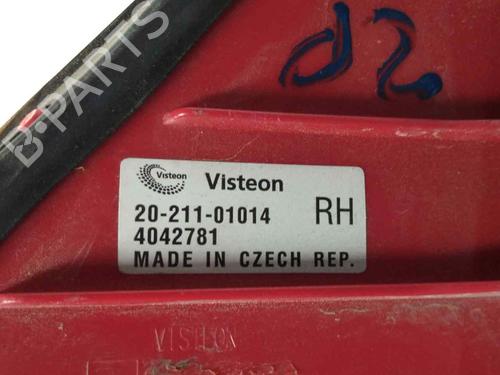 d2
B-PARTS
Visteon Visteon
20-211-01014 RH
4042781
MADE IN CZECH REP.
VISTEON